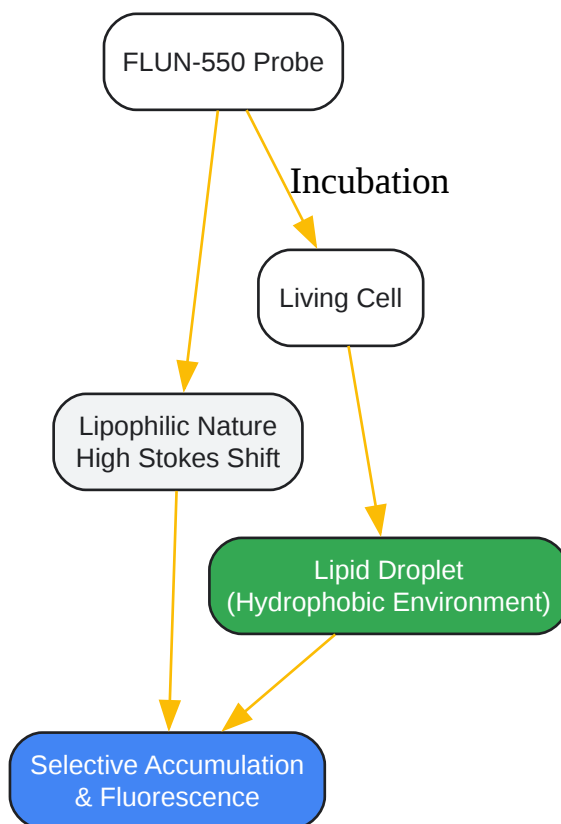 FLUN-550 Probe
Incubation
Living Cell
Lipophilic Nature
High Stokes Shift
Lipid Droplet
(Hydrophobic Environment)
Selective Accumulation
& Fluorescence